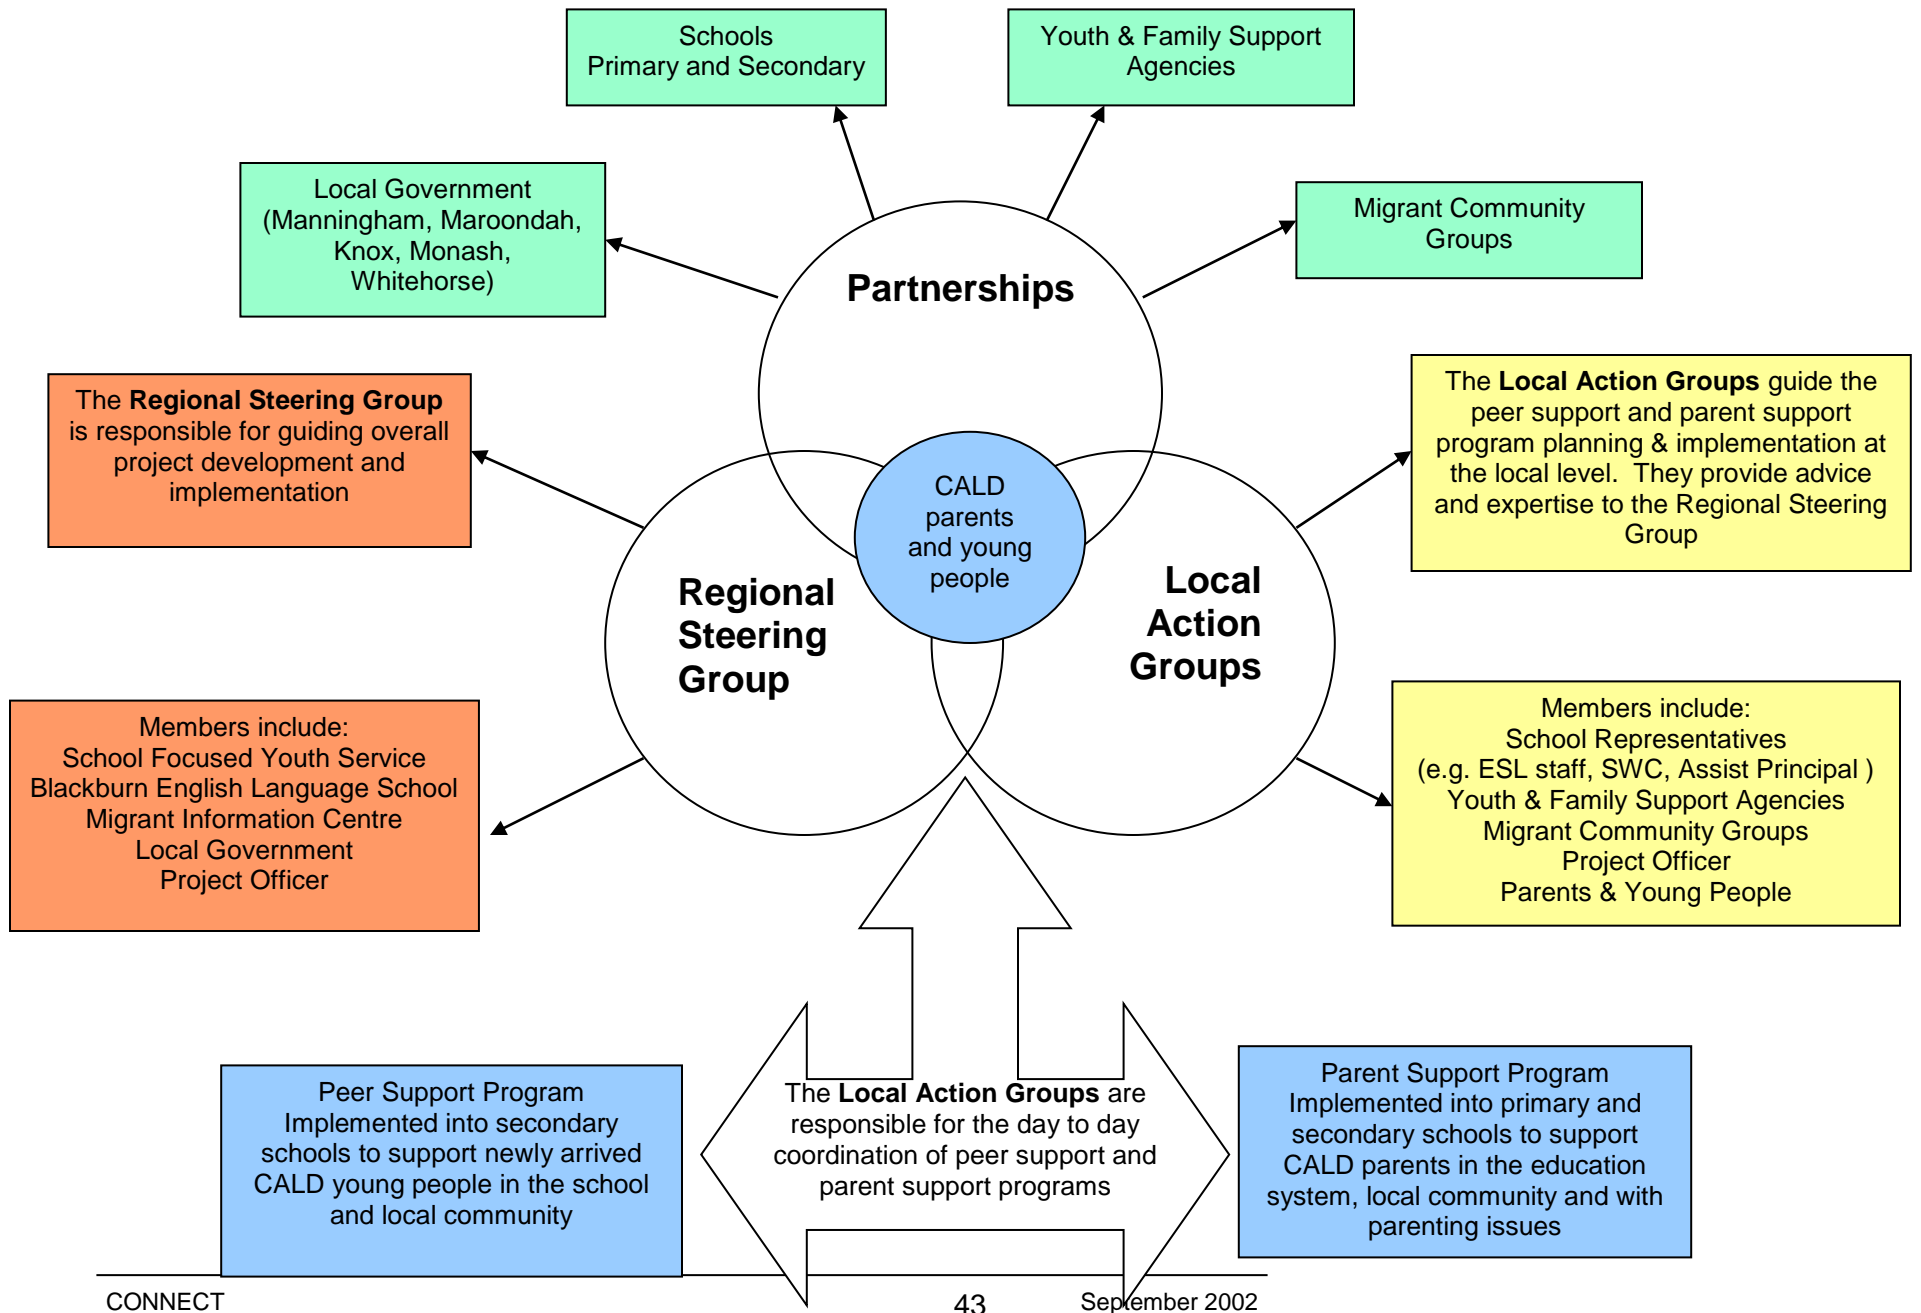 Schools
Primary and Secondary
Youth & Family Support
Agencies
Local Government
(Manningham, Maroondah,
Knox, Monash,
Whitehorse)
Migrant Community
Groups
Partnerships
The Regional Steering Group
is responsible for guiding overall
project development and
implementation
The Local Action Groups guide the
peer support and parent support
program planning & implementation at
the local level. They provide advice
and expertise to the Regional Steering
Group
CALD
parents
and young
people
Regional
Steering
Group
Local
Action
Groups
Members include:
School Focused Youth Service
Blackburn English Language School
Migrant Information Centre
Local Government
Project Officer
Members include:
School Representatives
(e.g. ESL staff, SWC, Assist Principal )
Youth & Family Support Agencies
Migrant Community Groups
Project Officer
Parents & Young People
Peer Support Program
Implemented into secondary
schools to support newly arrived
CALD young people in the school
and local community
The Local Action Groups are
responsible for the day to day
coordination of peer support and
parent support programs
Parent Support Program
Implemented into primary and
secondary schools to support
CALD parents in the education
system, local community and with
parenting issues
CONNECT 43 September 2002